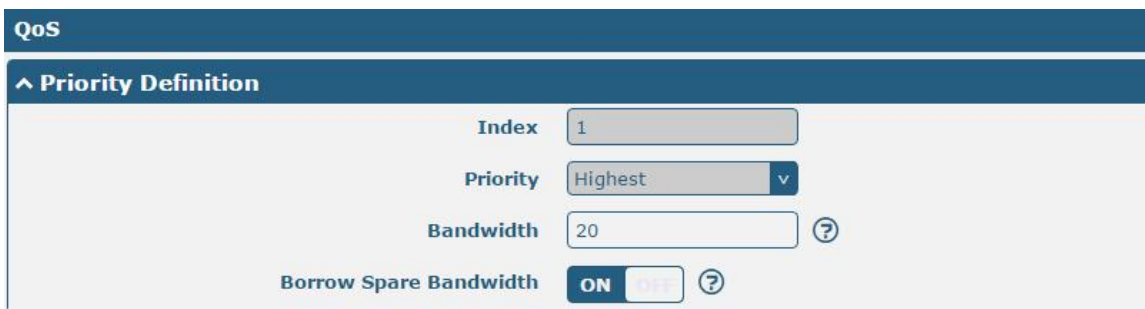 QoS
^ Priority Definition
Index 1
Priority Highest v
Bandwidth 20 ?
Borrow Spare Bandwidth ON OFF ?